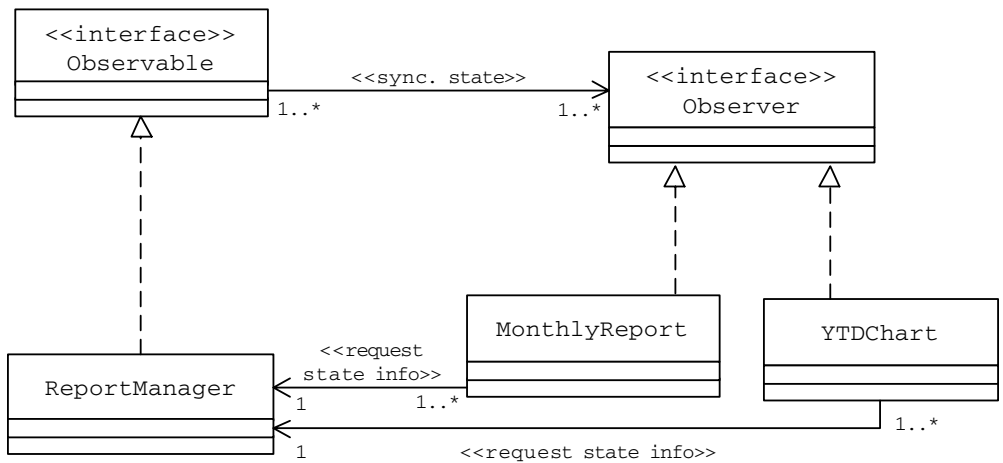 <<interface>>
Observable
<<sync. state>>
1..*
1..*
<<interface>>
Observer
MonthlyReport
YTDChart
ReportManager
<<request
state info>>
1
1..*
1
1..*
<<request state info>>